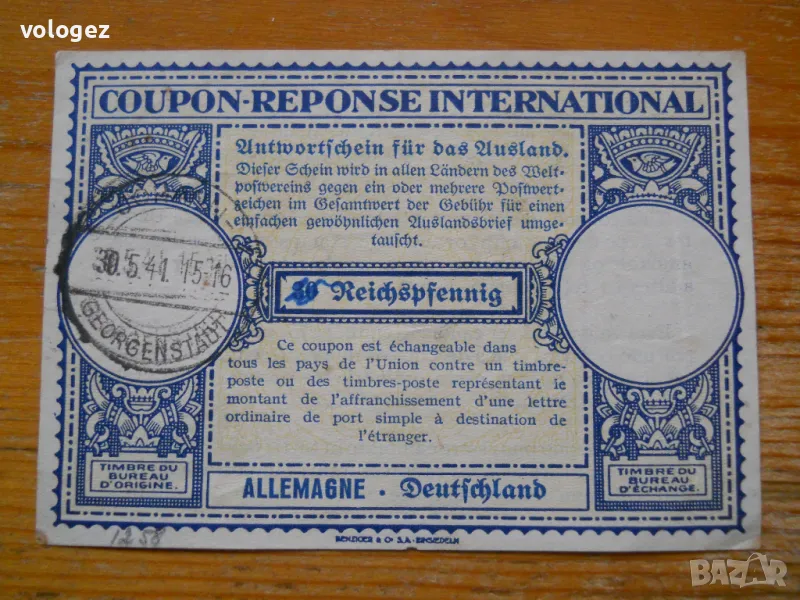 vologez
COUPON-REPONSE INTERNATIONAL
Antwortschein für das Ausland.
Dieser Schein wird in allen Ländern des Welt-
postvereins gegen ein oder mehrere Postwert-
zeichen im Gesamtwert der Gebühr für einen
einfachen gewöhnlichen Auslandsbrief umge-
tauscht.
30.5.41. 15-16
GEORGENSTADT
Reichspfennig
Ce coupon est échangeable dans
tous les pays de l'Union contre un timbre-
poste ou des timbres-poste représentant le
montant de l'affranchissement d'une lettre
ordinaire de port simple à destination de
l'étranger.
TIMBRE DU
BUREAU
D'ORIGINE.
TIMBRE DU
BUREAU
D'ÉCHANGE.
ALLEMAGNE · Deutschland
1258
BENZIGER & Co S.A. - EINSIEDELN
BAZAR